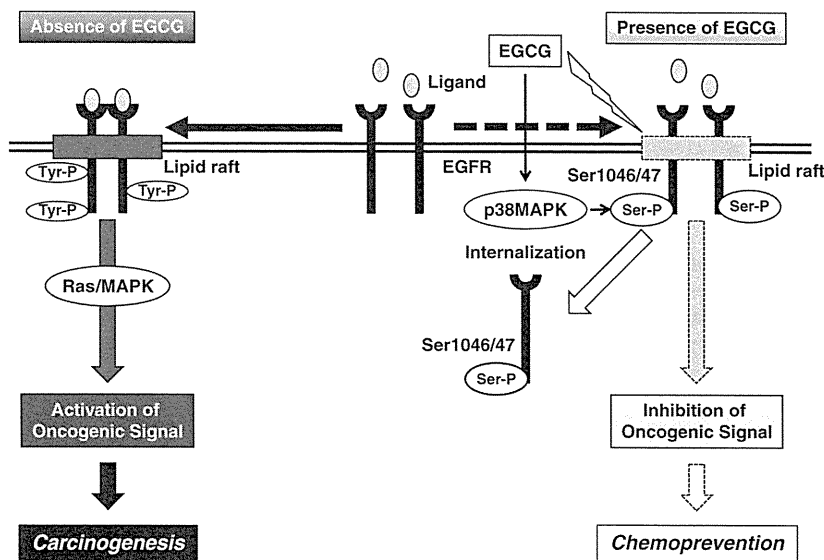 Absence of EGCG
Presence of EGCG
EGCG
Ligand
Lipid raft
EGFR
Lipid raft
Tyr-P
Tyr-P
Tyr-P
Ser1046/47
p38MAPK
Ser-P
Ser-P
Internalization
Ras/MAPK
Ser1046/47
Ser-P
Activation of
Oncogenic Signal
Inhibition of
Oncogenic Signal
Carcinogenesis
Chemoprevention